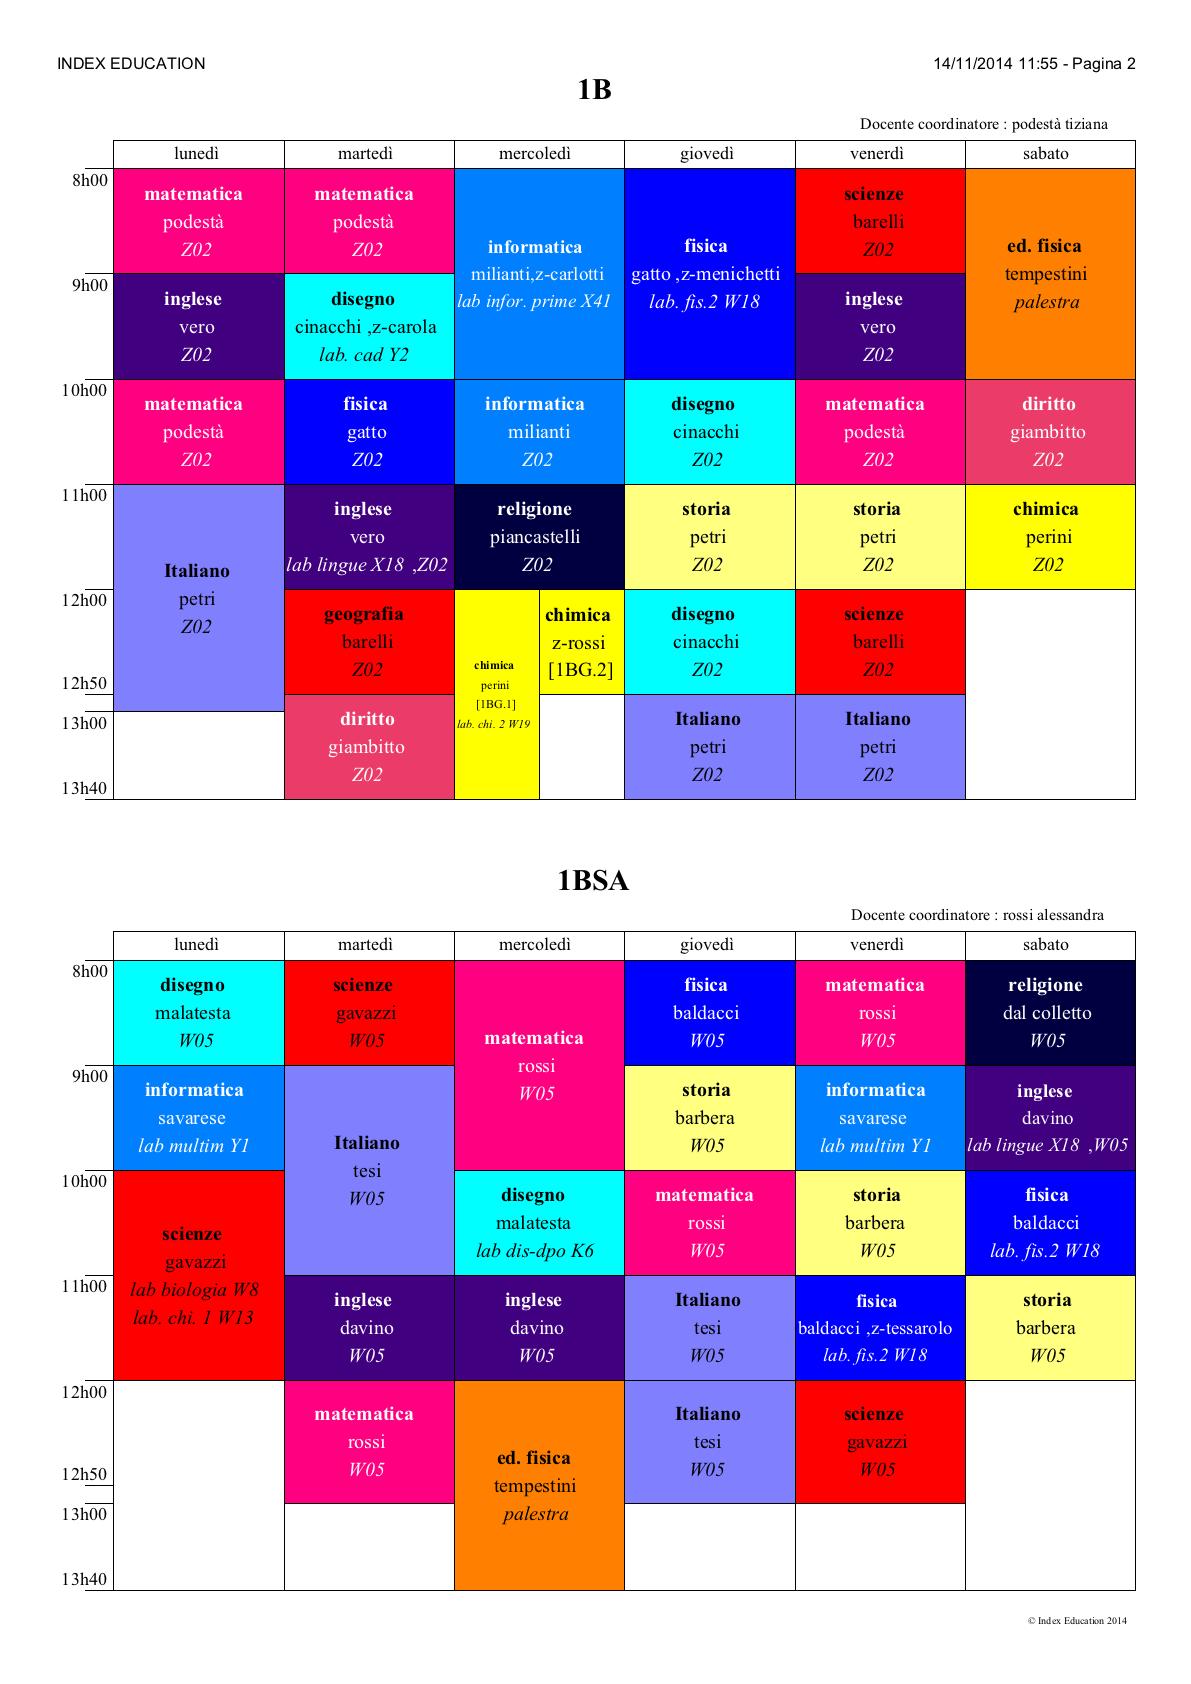 INDEX EDUCATION
14/11/2014 11:55 - Pagina 2
1B
Docente coordinatore : podestà tiziana
lunedì martedì mercoledì giovedì venerdì sabato
8h00
matematica
podestà
Z02
matematica
podestà
Z02
informatica
milianti,z-carlotti
lab infor. prime X41
fisica
gatto ,z-menichetti
lab. fis.2 W18
scienze
barelli
Z02
ed. fisica
tempestini
palestra
9h00
inglese
vero
Z02
disegno
cinacchi ,z-carola
lab. cad Y2
inglese
vero
Z02
10h00
matematica
podestà
Z02
fisica
gatto
Z02
informatica
milianti
Z02
disegno
cinacchi
Z02
matematica
podestà
Z02
diritto
giambitto
Z02
11h00
Italiano
petri
Z02
inglese
vero
lab lingue X18 ,Z02
religione
piancastelli
Z02
storia
petri
Z02
storia
petri
Z02
chimica
perini
Z02
12h00
geografia
barelli
Z02
chimica
perini
[1BG.1]
lab. chi. 2 W19
chimica
z-rossi
[1BG.2]
disegno
cinacchi
Z02
scienze
barelli
Z02
12h50
diritto
giambitto
Z02
Italiano
petri
Z02
Italiano
petri
Z02
13h00
13h40
1BSA
Docente coordinatore : rossi alessandra
lunedì martedì mercoledì giovedì venerdì sabato
8h00
disegno
malatesta
W05
scienze
gavazzi
W05
matematica
rossi
W05
fisica
baldacci
W05
matematica
rossi
W05
religione
dal colletto
W05
9h00
informatica
savarese
lab multim Y1
Italiano
tesi
W05
storia
barbera
W05
informatica
savarese
lab multim Y1
inglese
davino
lab lingue X18 ,W05
10h00
scienze
gavazzi
lab biologia W8
lab. chi. 1 W13
disegno
malatesta
lab dis-dpo K6
matematica
rossi
W05
storia
barbera
W05
fisica
baldacci
lab. fis.2 W18
11h00
inglese
davino
W05
inglese
davino
W05
Italiano
tesi
W05
fisica
baldacci ,z-tessarolo
lab. fis.2 W18
storia
barbera
W05
12h00
matematica
rossi
W05
ed. fisica
tempestini
palestra
Italiano
tesi
W05
scienze
gavazzi
W05
12h50
13h00
13h40
© Index Education 2014